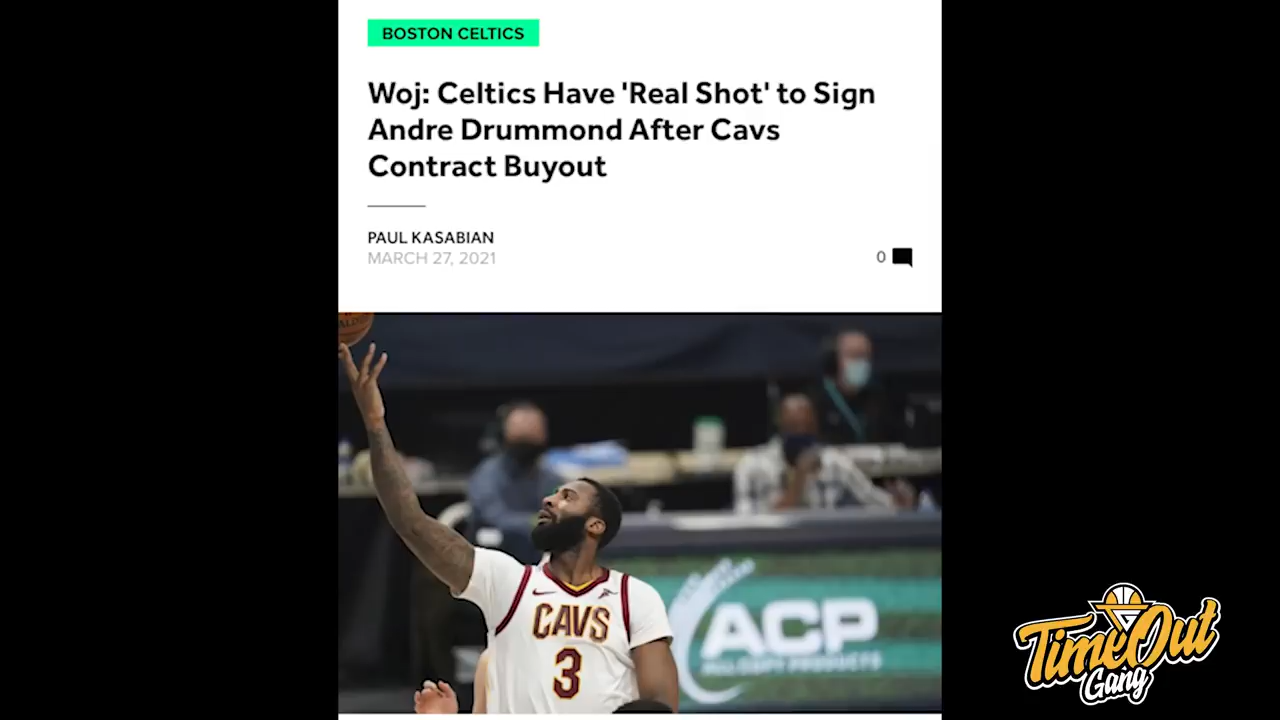 BOSTON CELTICS
Woj: Celtics Have 'Real Shot' to Sign
Andre Drummond After Cavs
Contract Buyout
PAUL KASABIAN
MARCH 27, 2021
0
CAVS
3
ACP
TimeOut
Gang